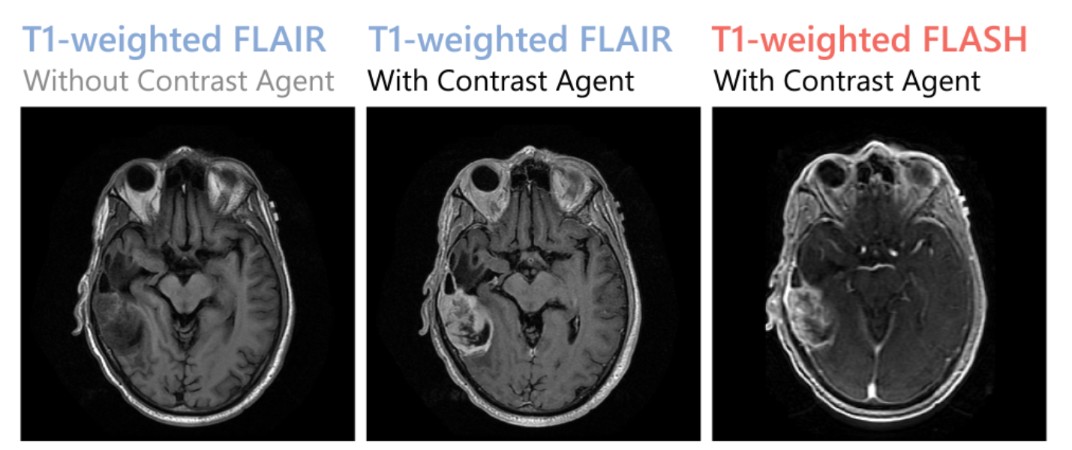 T1-weighted FLAIR
Without Contrast Agent
T1-weighted FLAIR
With Contrast Agent
T1-weighted FLASH
With Contrast Agent